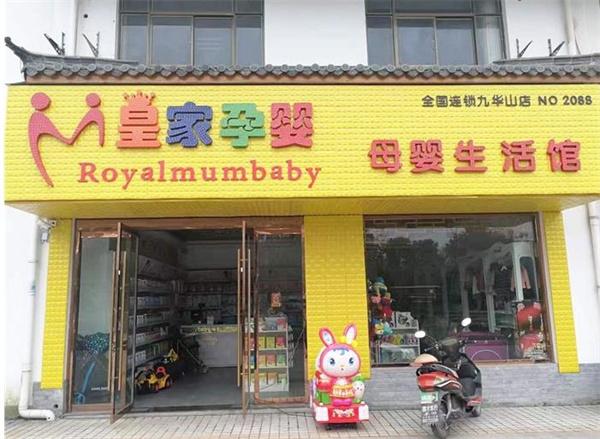 皇家孕婴
Royalmumbaby
全国连锁九华山店 NO 2088
母婴生活馆